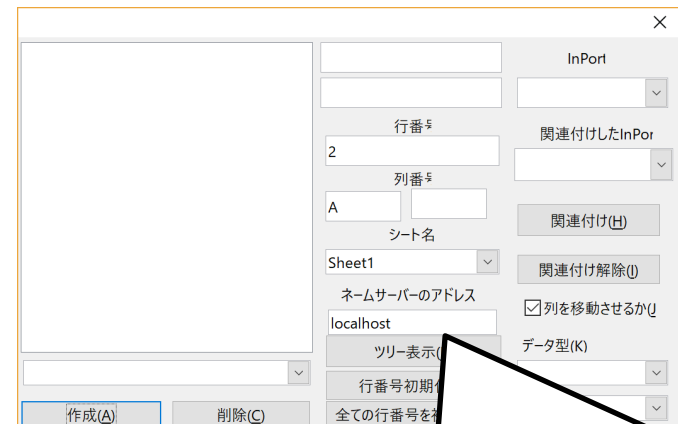 InPort
行番号
関連付けしたInPor
2
列番号
A
関連付け(H)
シート名
Sheet1
関連付け解除(I)
ネームサーバーのアドレス
列を移動させるか(J
localhost
ツリー表示(
データ型(K)
行番号初期
作成(A)
削除(C)
全ての行番号を